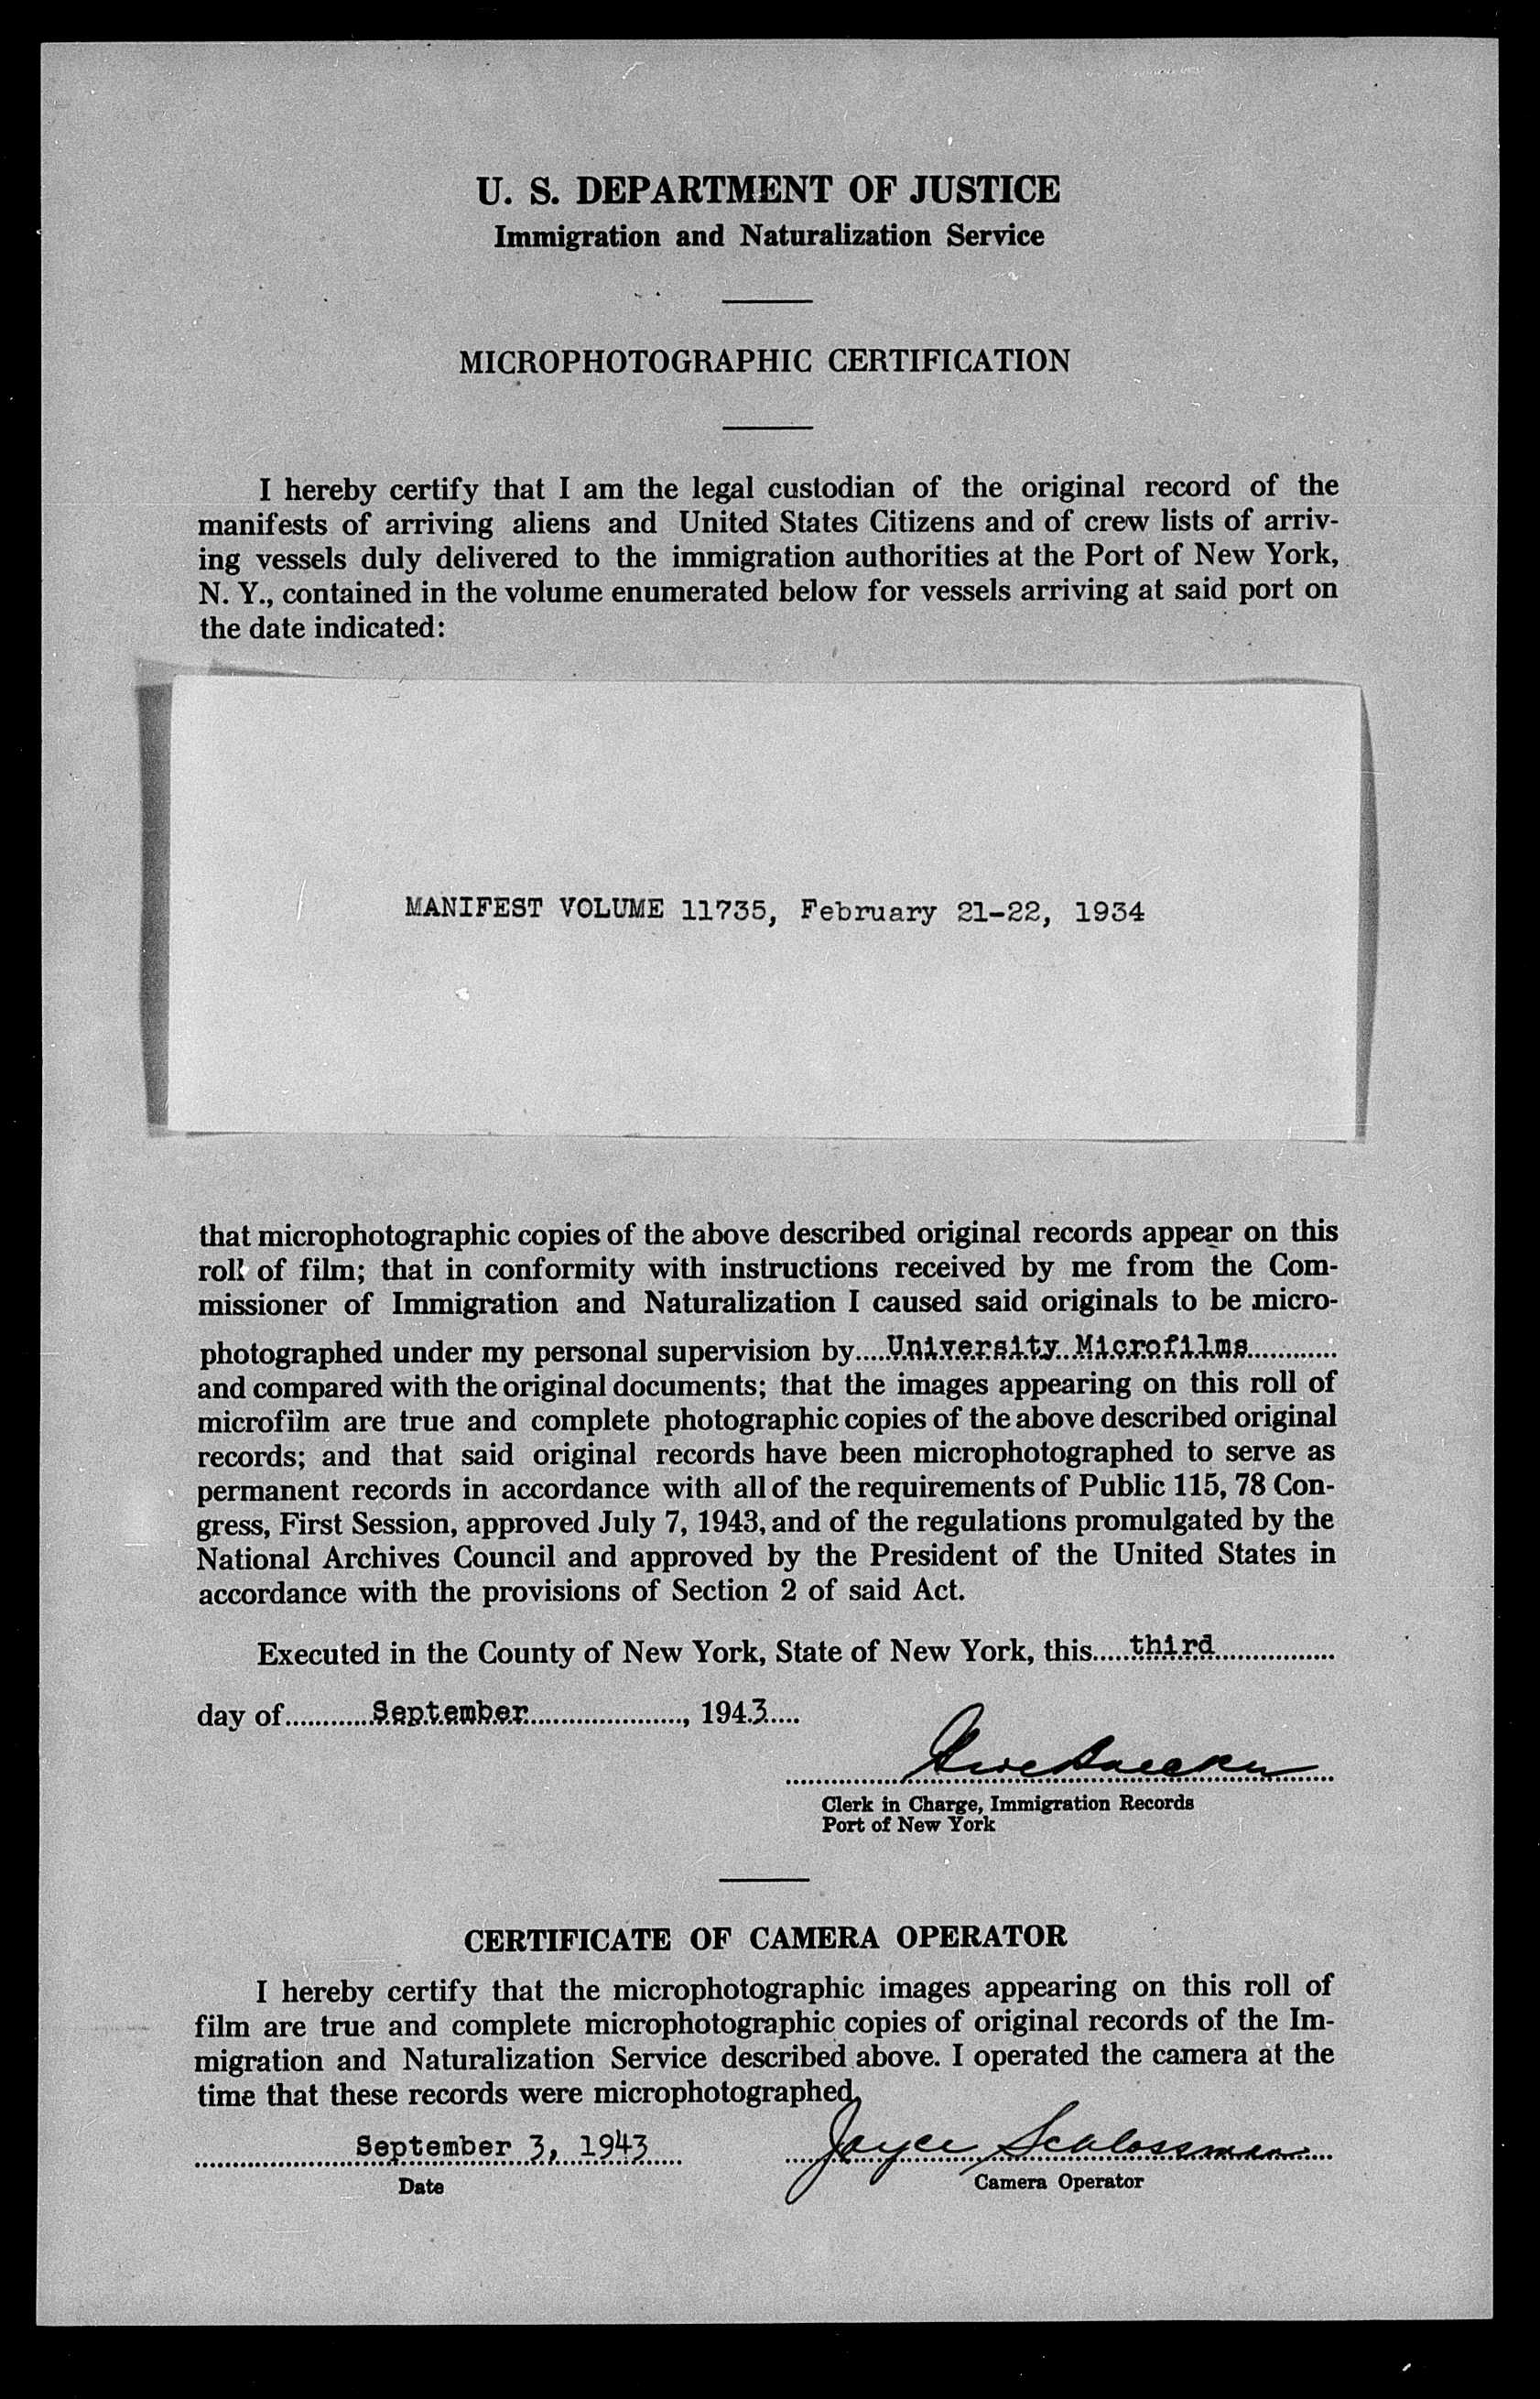 U. S. DEPARTMENT OF JUSTICE
Immigration and Naturalization Service
MICROPHOTOGRAPHIC CERTIFICATION
I hereby certify that I am the legal custodian of the original record of the
manifests of arriving aliens and United States Citizens and of crew lists of arriv-
ing vessels duly delivered to the immigration authorities at the Port of New York,
N. Y., contained in the volume enumerated below for vessels arriving at said port on
the date indicated:
MANIFEST VOLUME 11735, February 21-22, 1934
that microphotographic copies of the above described original records appear on this
roll of film; that in conformity with instructions received by me from the Com-
missioner of Immigration and Naturalization I caused said originals to be micro-
photographed under my personal supervision by.....University Microfilms............
and compared with the original documents; that the images appearing on this roll of
microfilm are true and complete photographic copies of the above described original
records; and that said original records have been microphotographed to serve as
permanent records in accordance with all of the requirements of Public 115, 78 Con-
gress, First Session, approved July 7, 1943, and of the regulations promulgated by the
National Archives Council and approved by the President of the United States in
accordance with the provisions of Section 2 of said Act.
Executed in the County of New York, State of New York, this.....third.................
day of............September....................., 1943.....
Clerk in Charge, Immigration Records
Port of New York
CERTIFICATE OF CAMERA OPERATOR
I hereby certify that the microphotographic images appearing on this roll of
film are true and complete microphotographic copies of original records of the Im-
migration and Naturalization Service described above. I operated the camera at the
time that these records were microphotographed.
September 3, 1943 Joyce Schlossman
Date Camera Operator